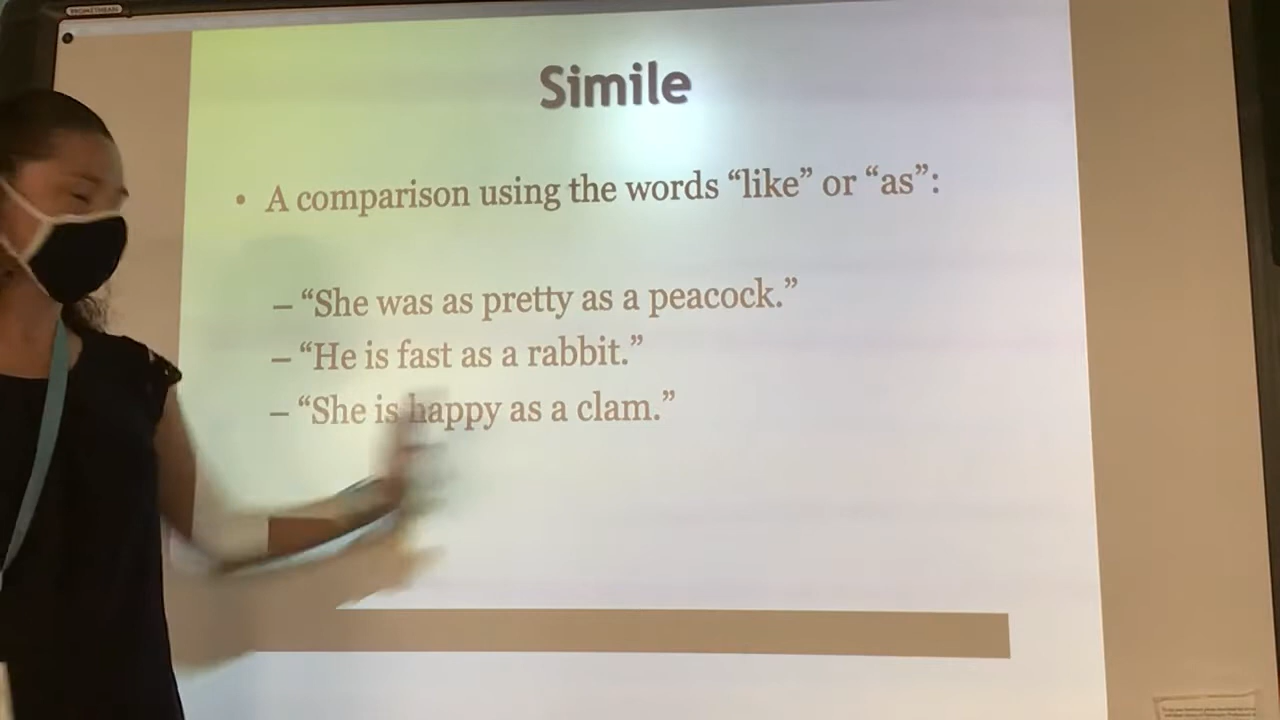 PROMETHEAN
Simile
• A comparison using the words “like” or “as”:
– “She was as pretty as a peacock.”
– “He is fast as a rabbit.”
– “She is happy as a clam.”